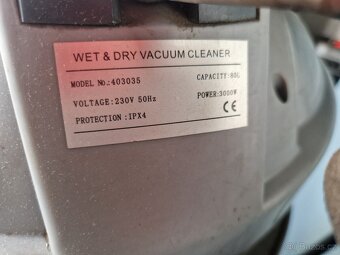 WET & DRY VACUUM CLEANER
MODEL No.:403035 CAPACITY:80L
VOLTAGE:230V 50Hz POWER:3000W
PROTECTION:IPX4 CE